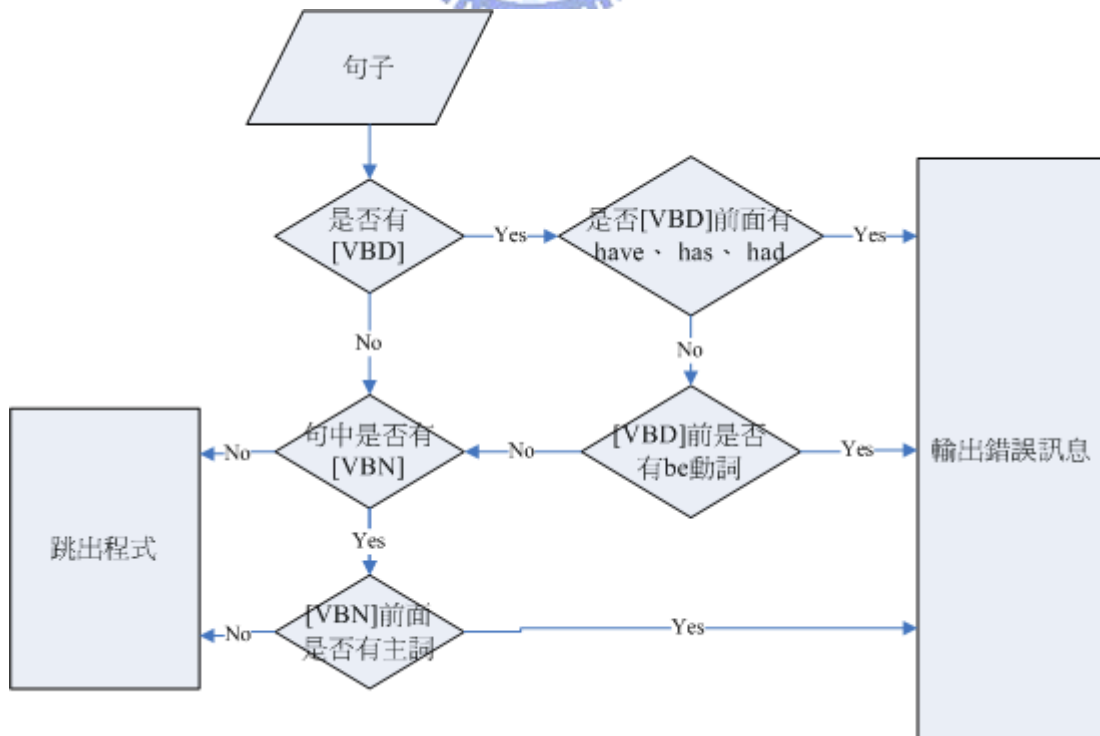 句子
是否有
[VBD]
Yes
是否[VBD]前面有
have、 has、 had
Yes
No
No
句中是否有
[VBN]
No
No
[VBD]前是否
有be動詞
Yes
輸出錯誤訊息
跳出程式
Yes
[VBN]前面
是否有主詞
No
Yes